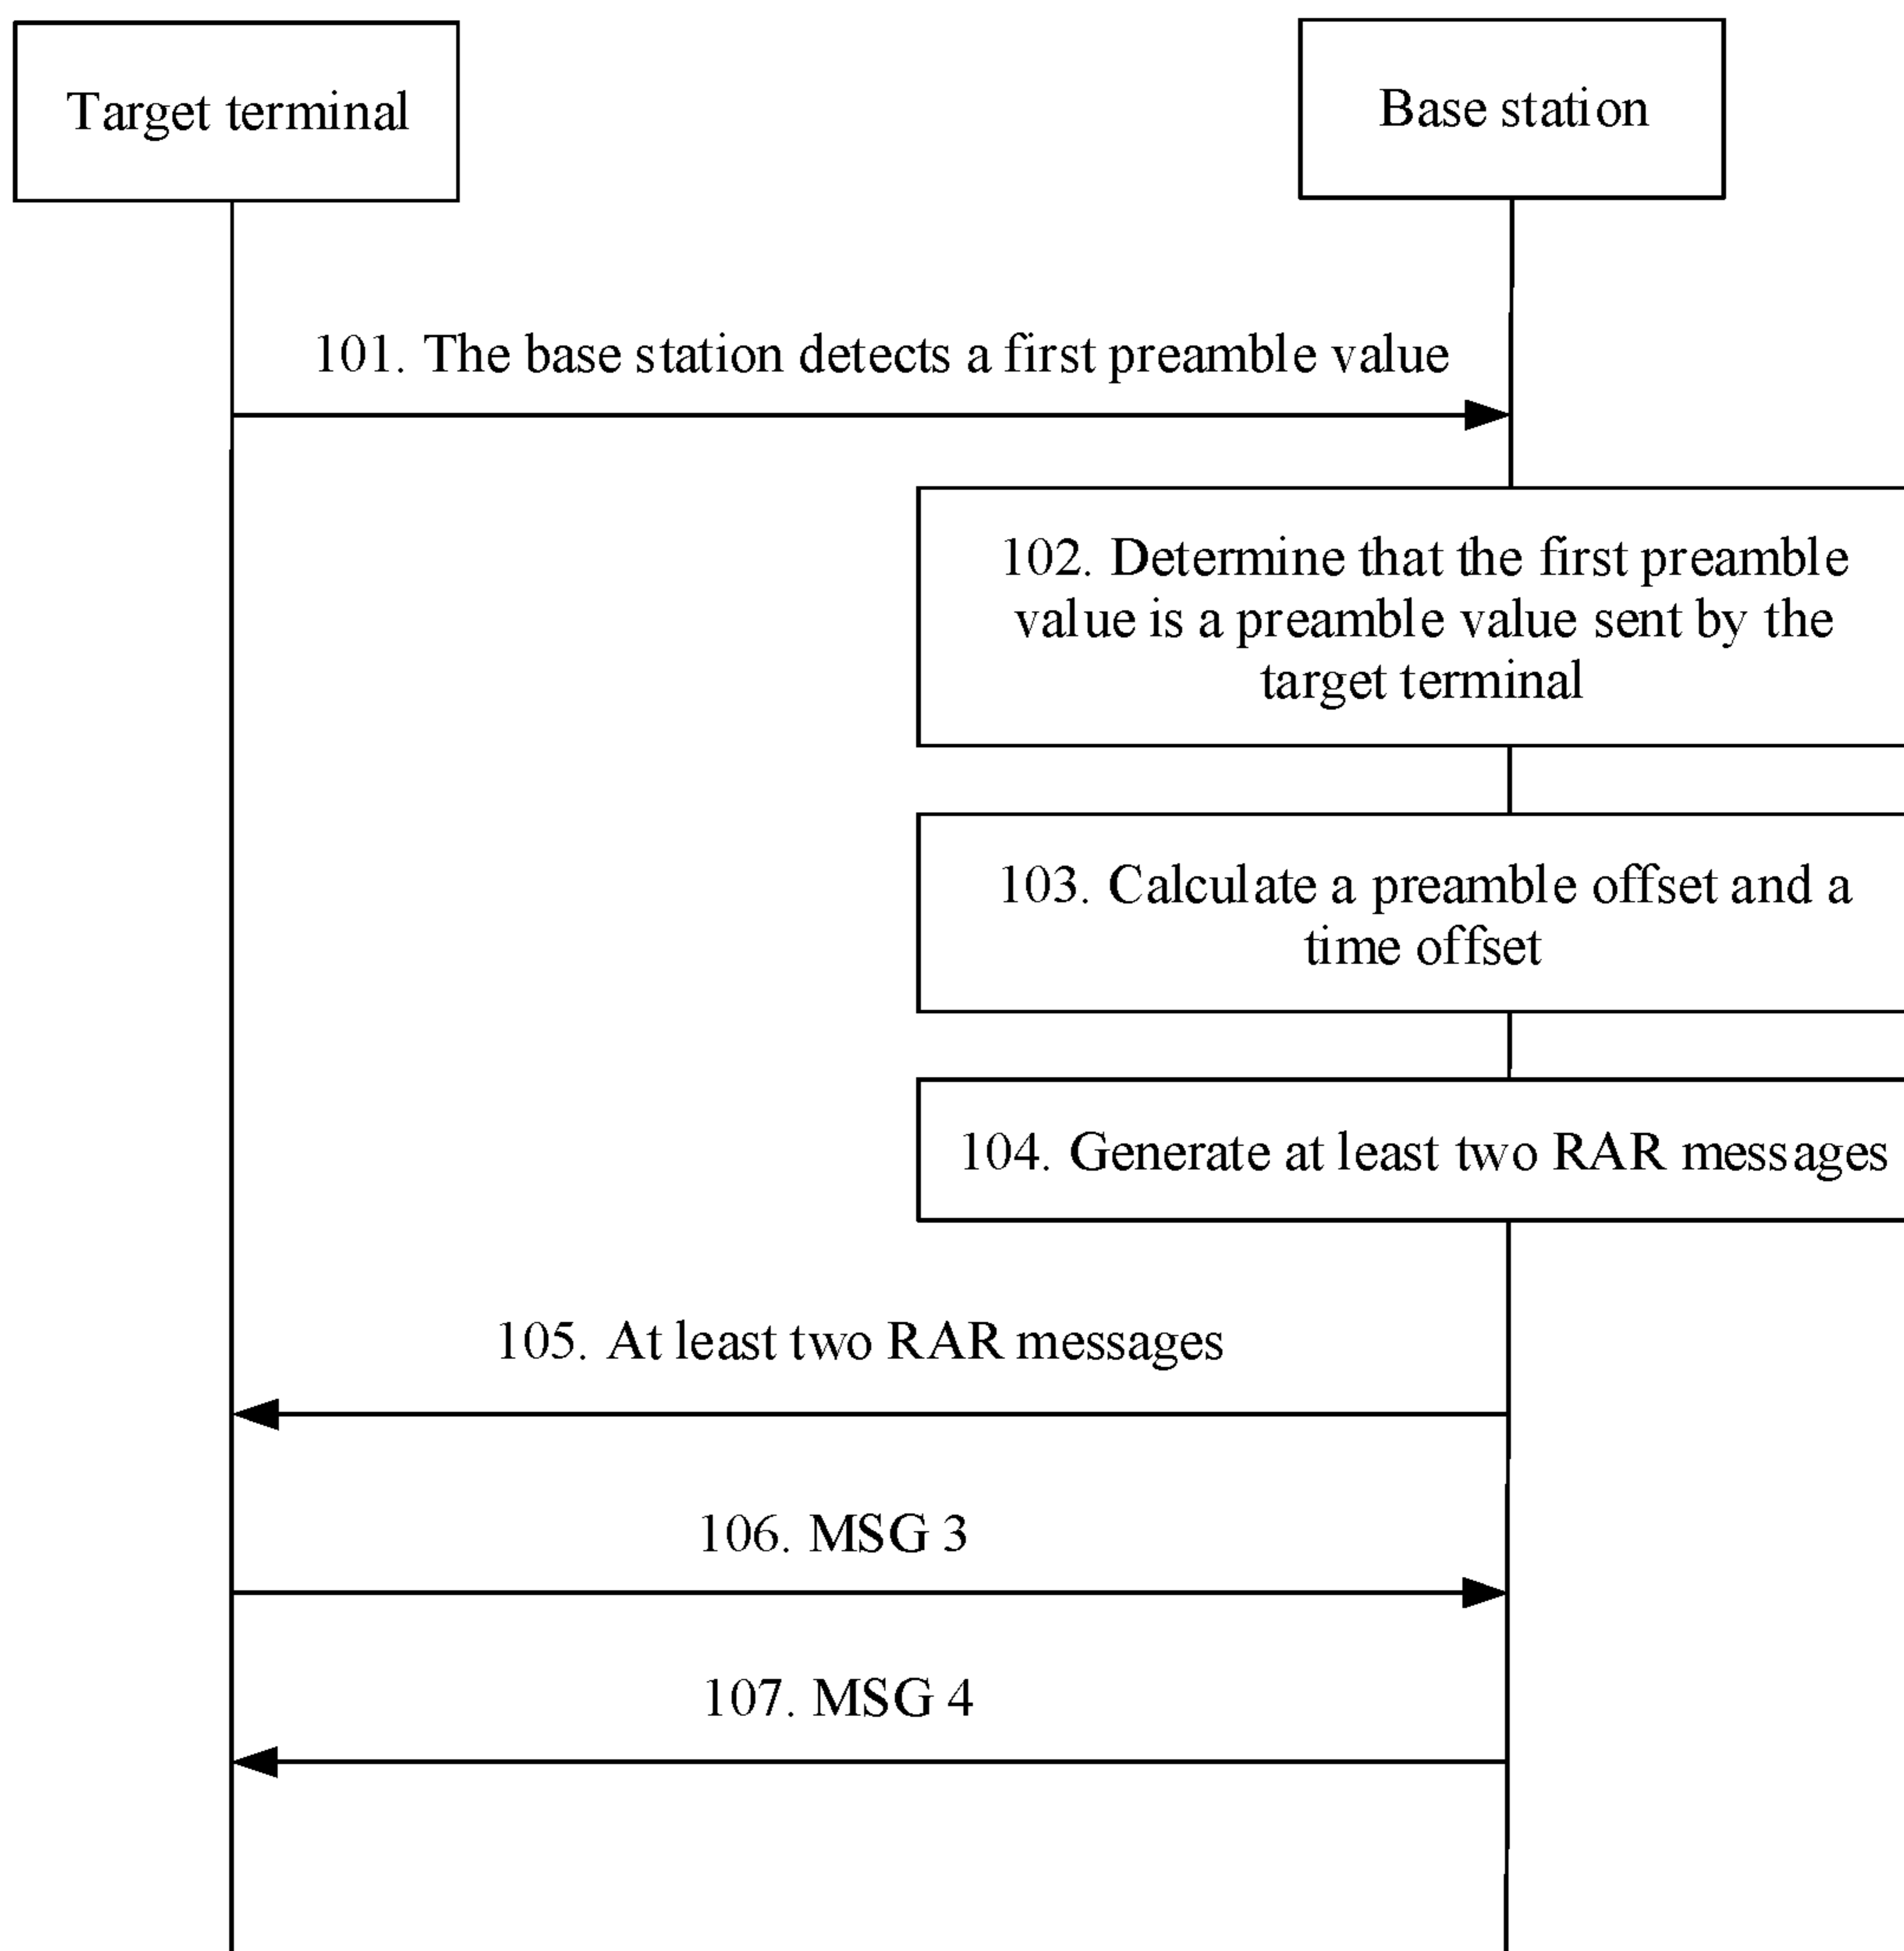 Target terminal
Base station
101. The base station detects a first preamble value
102. Determine that the first preamble
value is a preamble value sent by the
target terminal
103. Calculate a preamble offset and a
time offset
104. Generate at least two RAR messages
105. At least two RAR messages
106. MSG 3
107. MSG 4